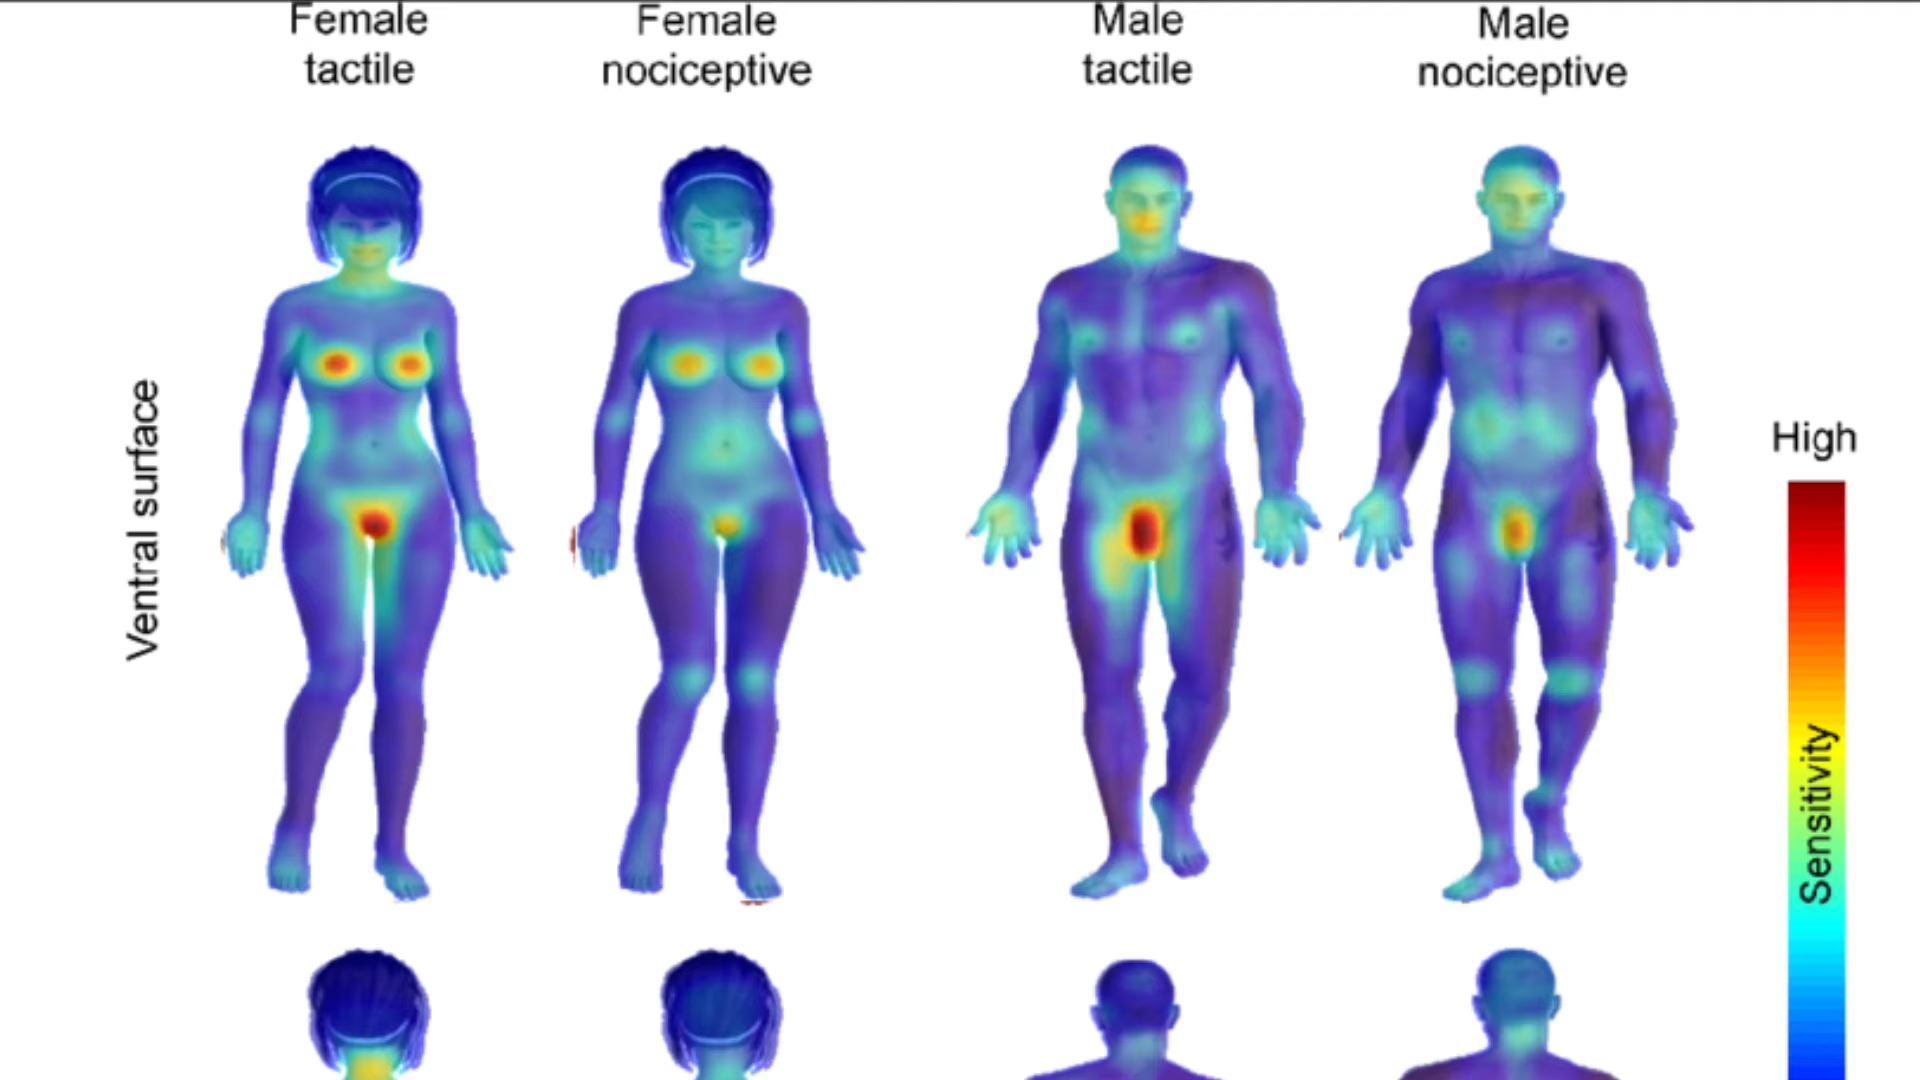 Female
tactile
Female
nociceptive
Male
tactile
Male
nociceptive
Ventral surface
High
Sensitivity